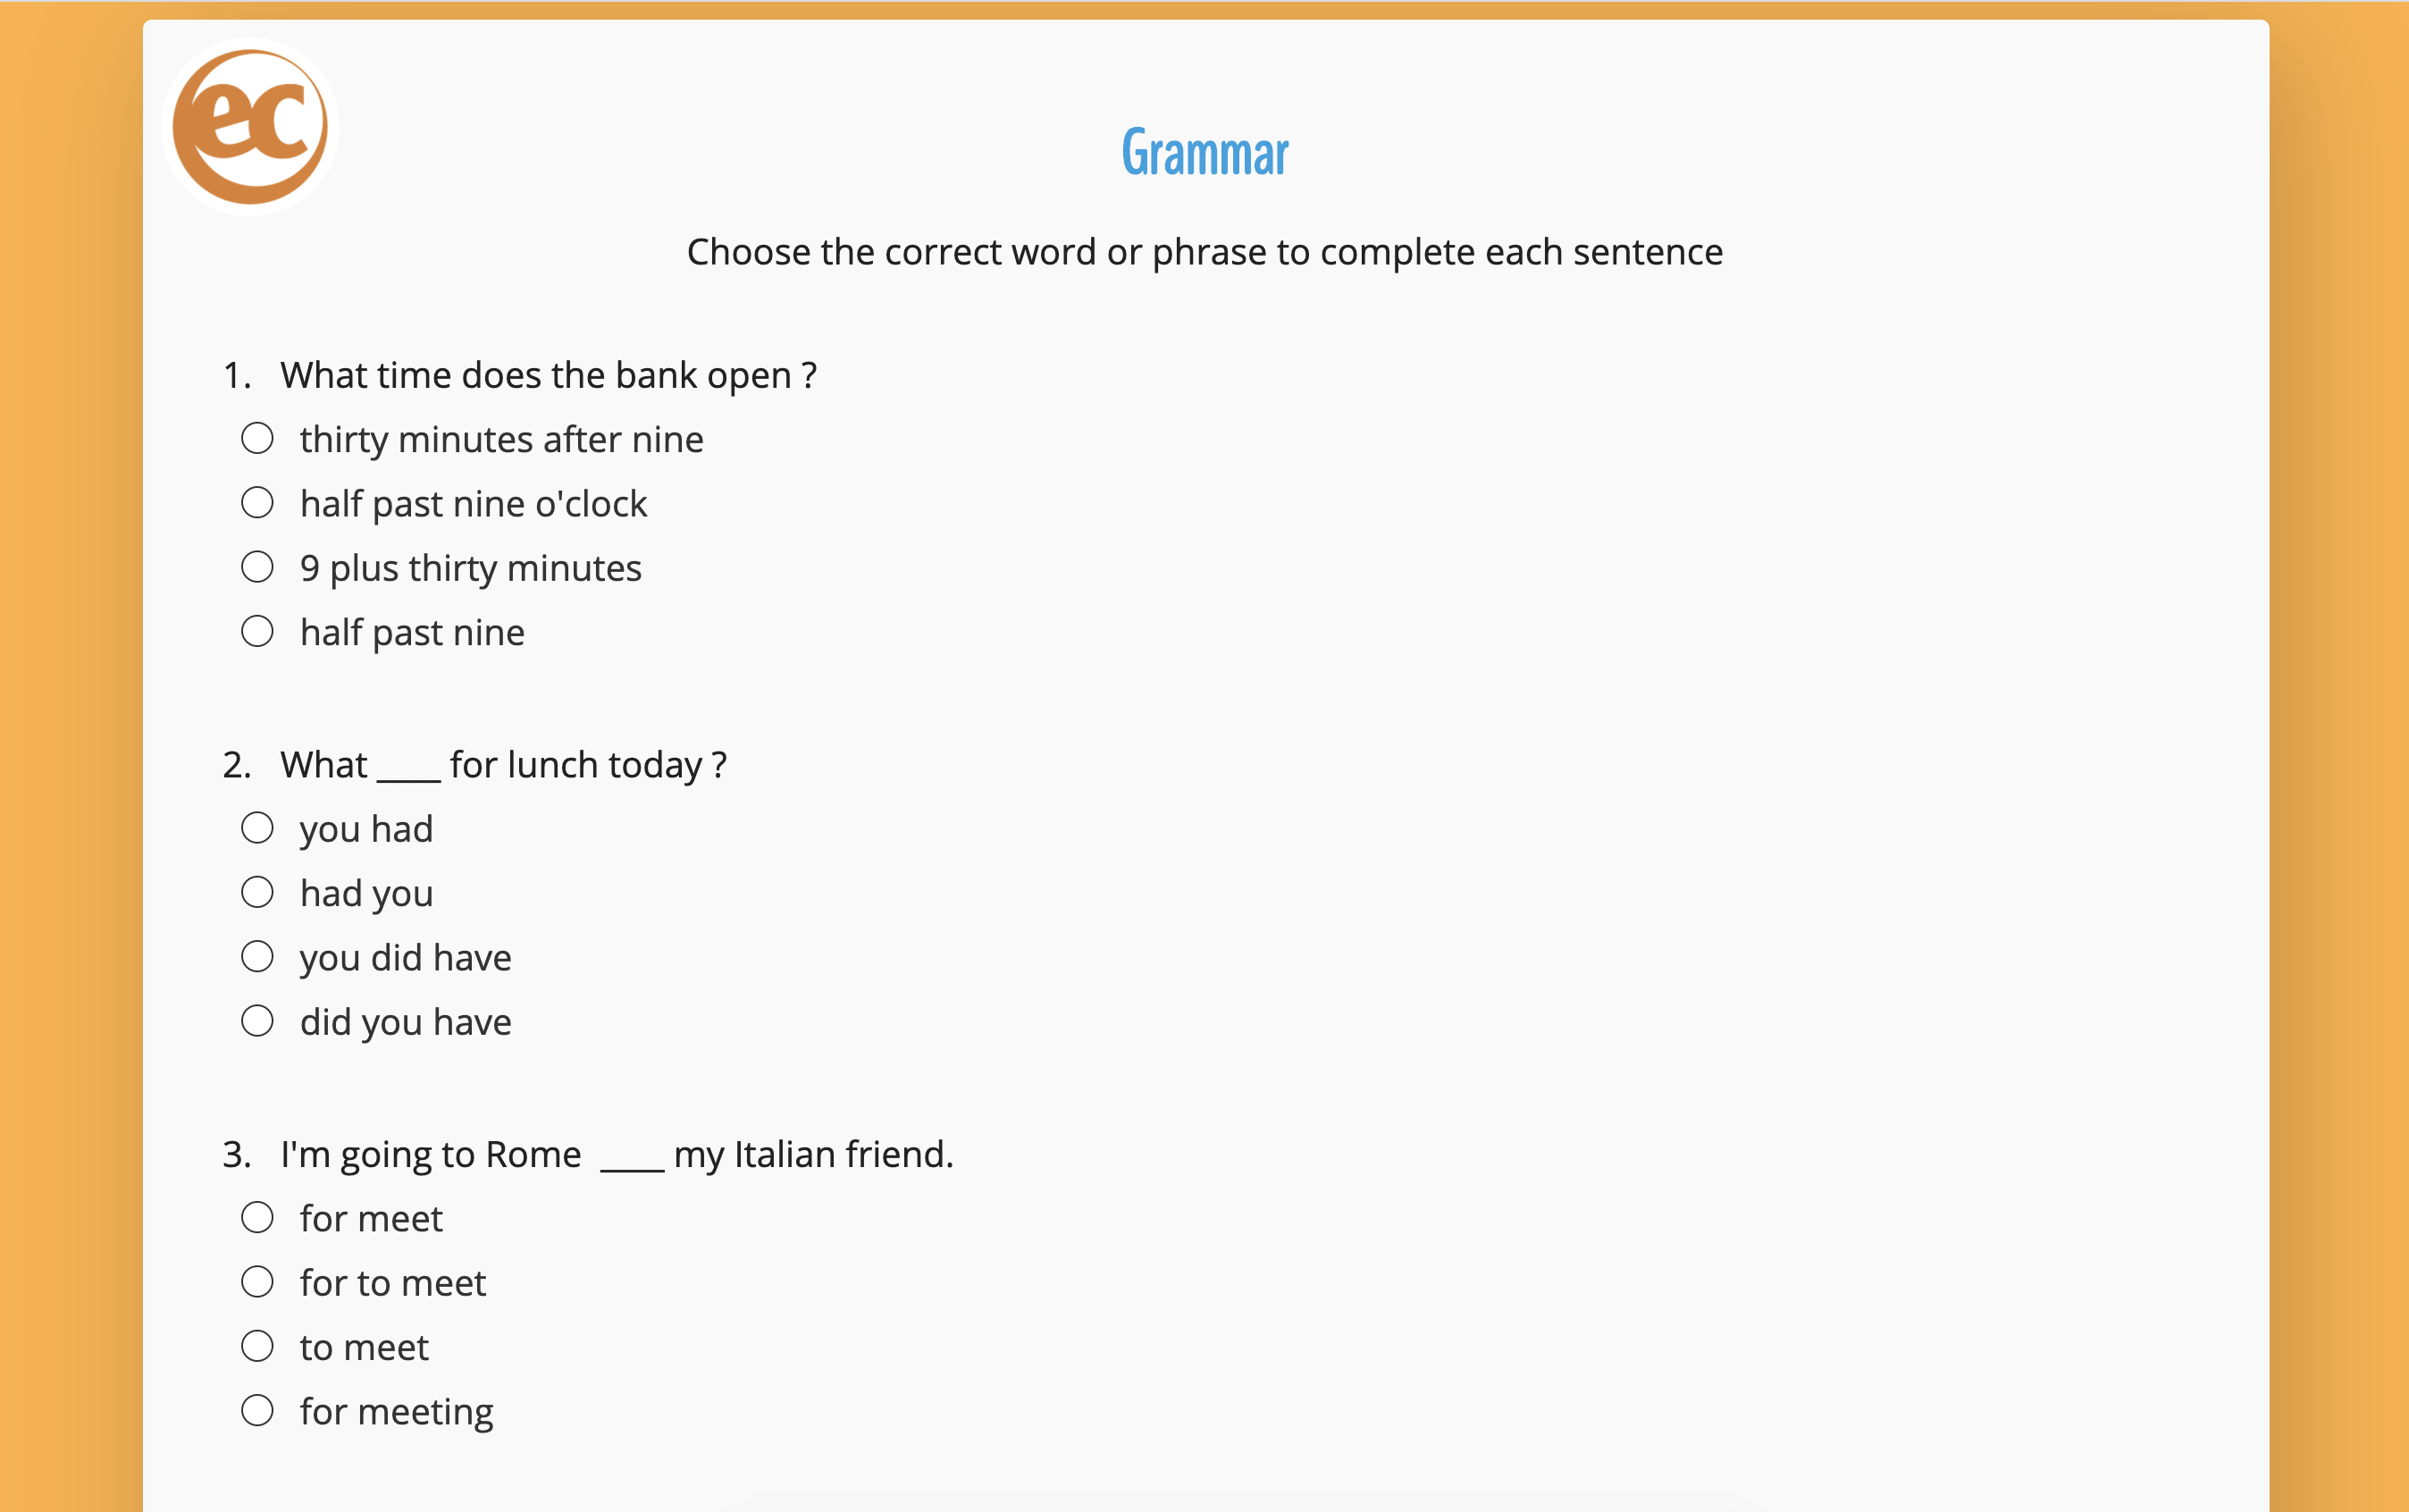 ec
Grammar
Choose the correct word or phrase to complete each sentence
1. What time does the bank open ?
thirty minutes after nine
half past nine o'clock
9 plus thirty minutes
half past nine
2. What ____ for lunch today ?
you had
had you
you did have
did you have
3. I'm going to Rome ____ my Italian friend.
for meet
for to meet
to meet
for meeting